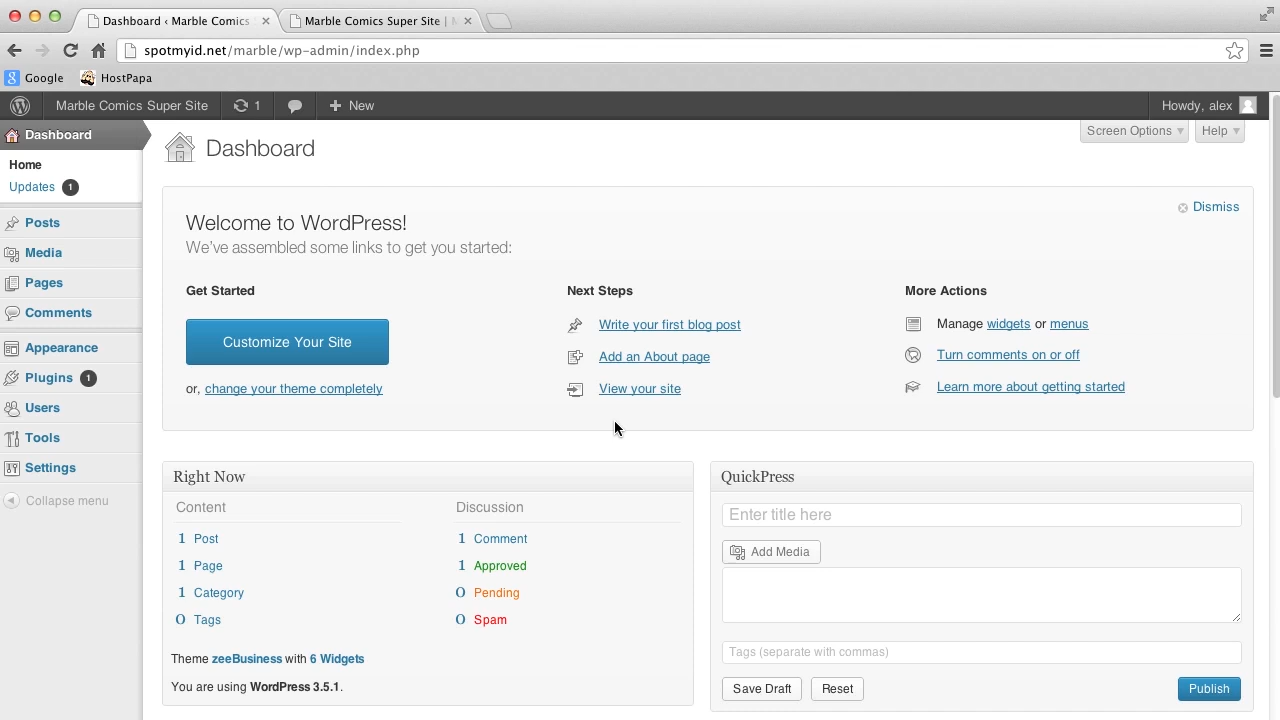 Dashboard ‹ Marble Comics
Marble Comics Super Site |
spotmyid.net/marble/wp-admin/index.php
Google
HostPapa
Marble Comics Super Site
1
New
Howdy, alex
Dashboard
Home
Updates 1
Posts
Media
Pages
Comments
Appearance
Plugins 1
Users
Tools
Settings
Collapse menu
Dashboard
Screen Options
Help
Welcome to WordPress!
We've assembled some links to get you started:
Dismiss
Get Started
Customize Your Site
or, change your theme completely
Next Steps
Write your first blog post
Add an About page
View your site
More Actions
Manage widgets or menus
Turn comments on or off
Learn more about getting started
Right Now
Content
1 Post
1 Page
1 Category
0 Tags
Discussion
1 Comment
1 Approved
0 Pending
0 Spam
Theme zeeBusiness with 6 Widgets
You are using WordPress 3.5.1.
QuickPress
Enter title here
Add Media
Tags (separate with commas)
Save Draft
Reset
Publish